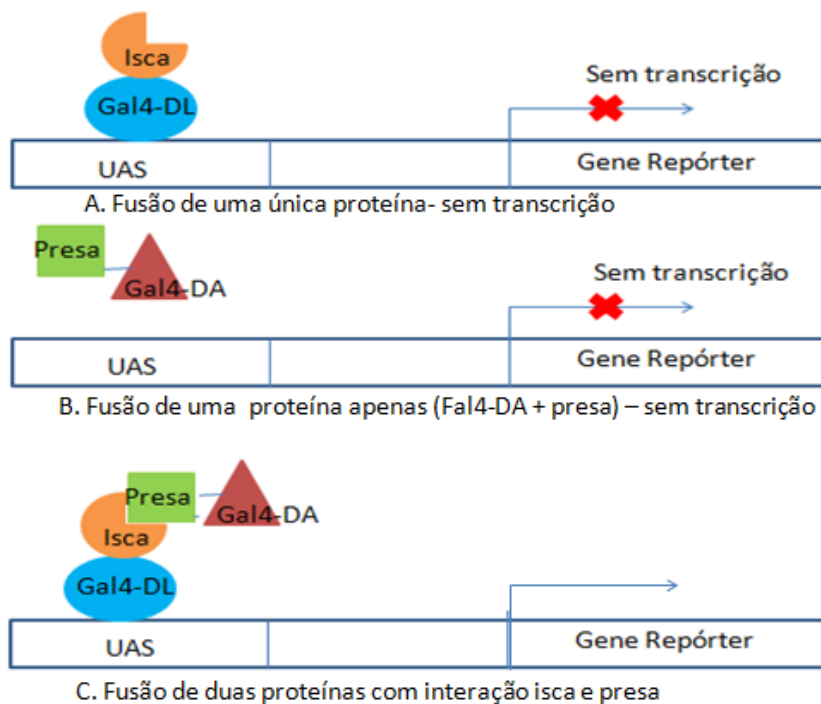 Isca
Gal4-DL
Sem transcrição
UAS
Gene Repórter
A. Fusão de uma única proteína- sem transcrição
Presa
Gal4-DA
Sem transcrição
UAS
Gene Repórter
B. Fusão de uma proteína apenas (Fal4-DA + presa) – sem transcrição
Presa
Gal4-DA
Isca
Gal4-DL
UAS
Gene Repórter
C. Fusão de duas proteínas com interação isca e presa